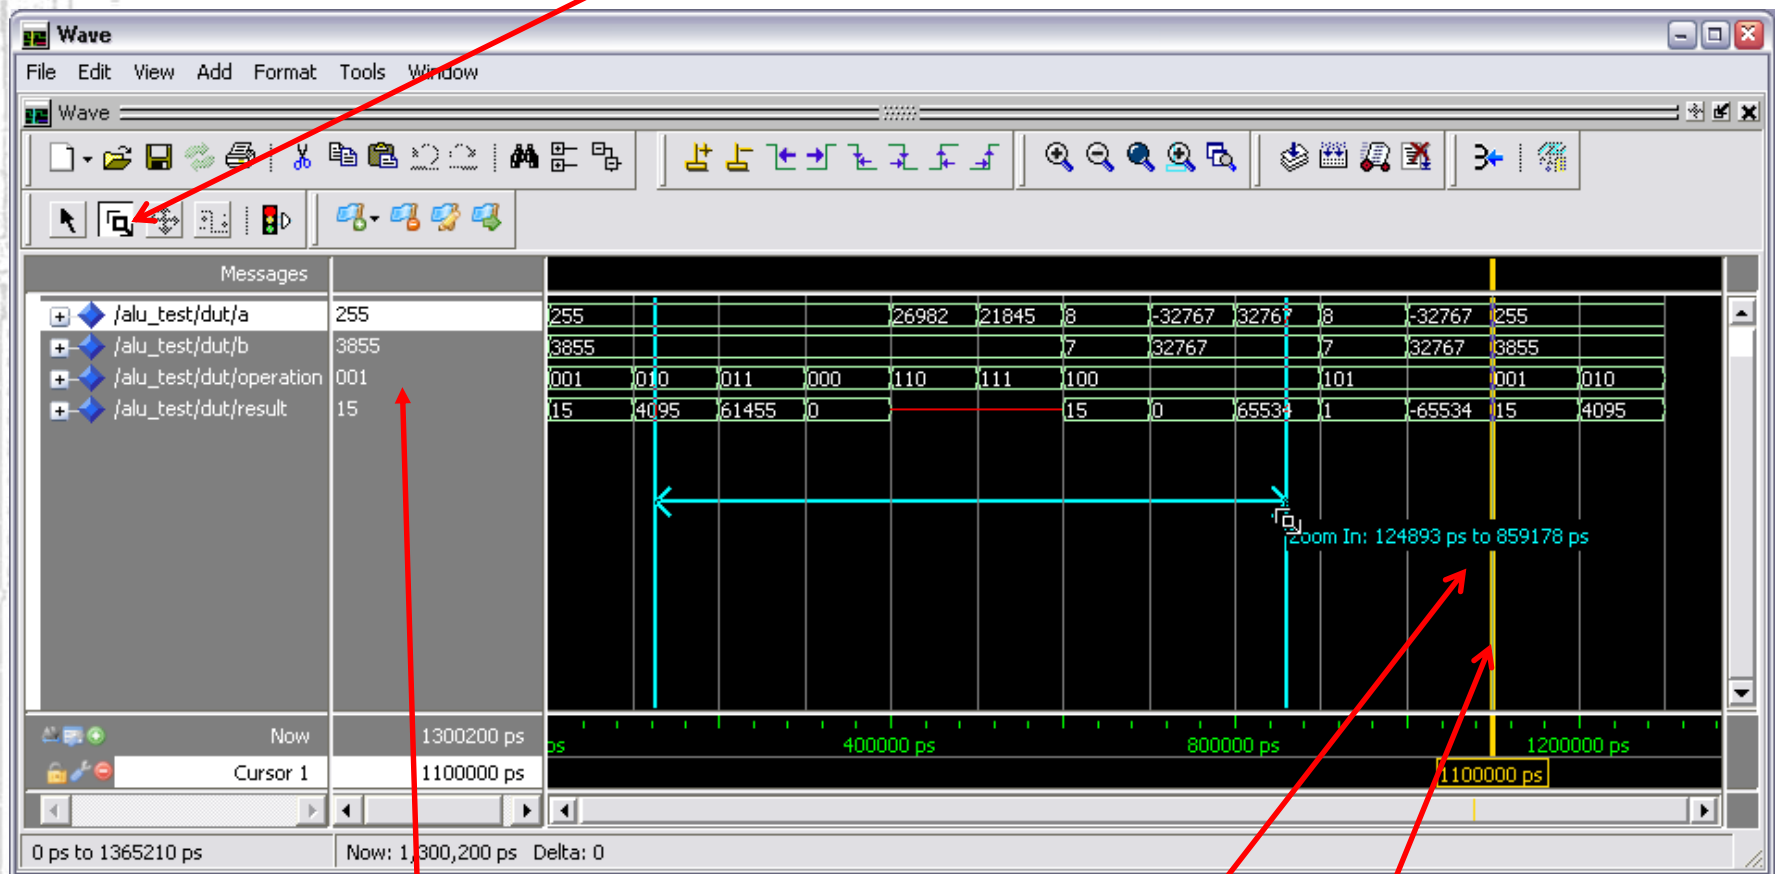 Wave
File Edit View Add Format Tools Window
Wave
Messages
/alu_test/dut/a 255 255 26982 21845 8 -32767 32767 8 -32767 255
/alu_test/dut/b 3855 3855 7 32767 7 32767 3855
/alu_test/dut/operation 001 001 010 011 000 110 111 100 101 001 010
/alu_test/dut/result 15 15 4095 61455 0 15 0 65534 1 -65534 15 4095
Zoom In: 124893 ps to 859178 ps
Now 1300200 ps ps 400000 ps 800000 ps 1200000 ps
Cursor 1 1100000 ps 1100000 ps
0 ps to 1365210 ps Now: 1,300,200 ps Delta: 0